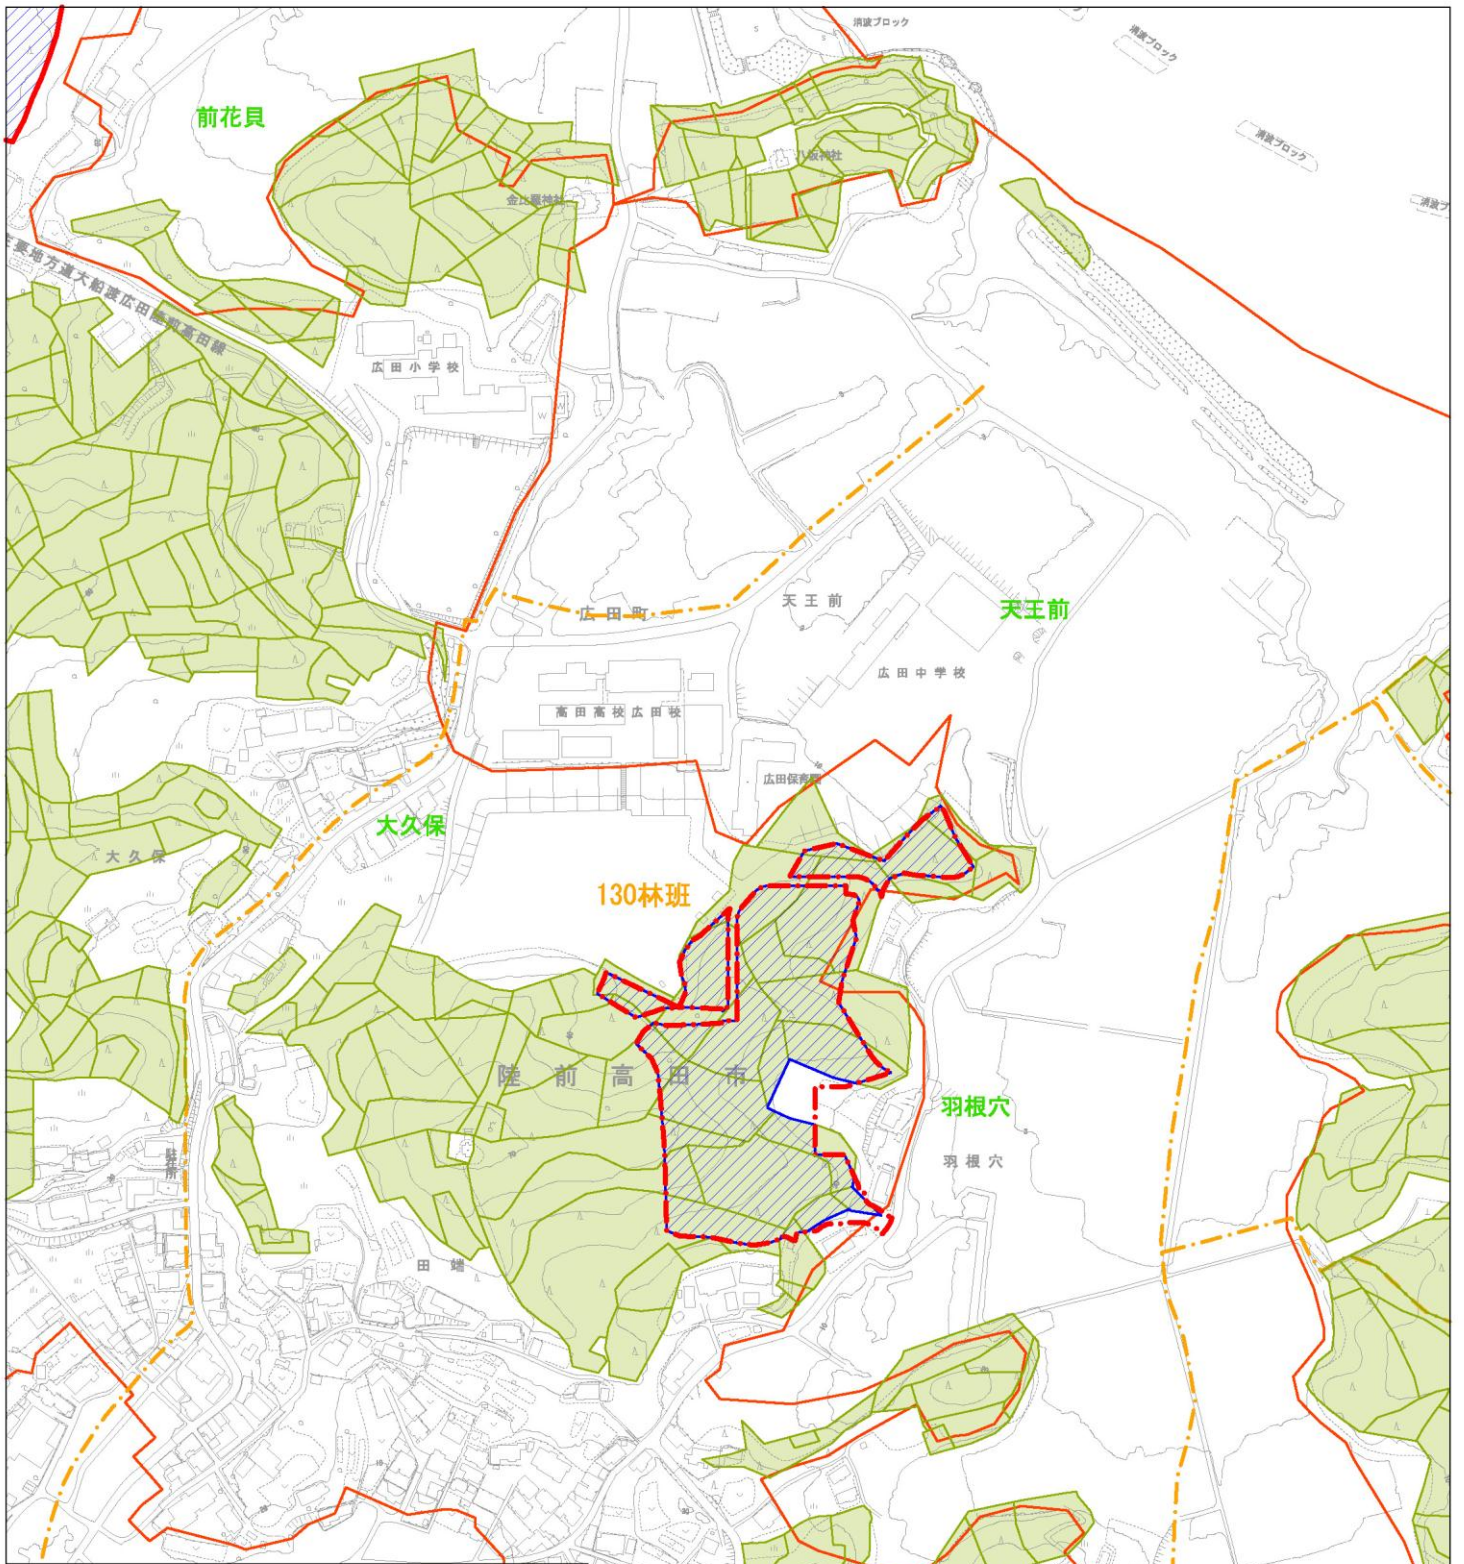 消波ブロック
消波ブロック
前花貝
八坂神社
消波ブロック
金比羅神社
主要地方道大船渡広田陸前高田線
広田小学校
広田町
天王前
天王前
広田中学校
高田高校広田校
広田保育園
大久保
大久保
130林班
陸前高田市
羽根穴
羽根穴
駐在所
田端